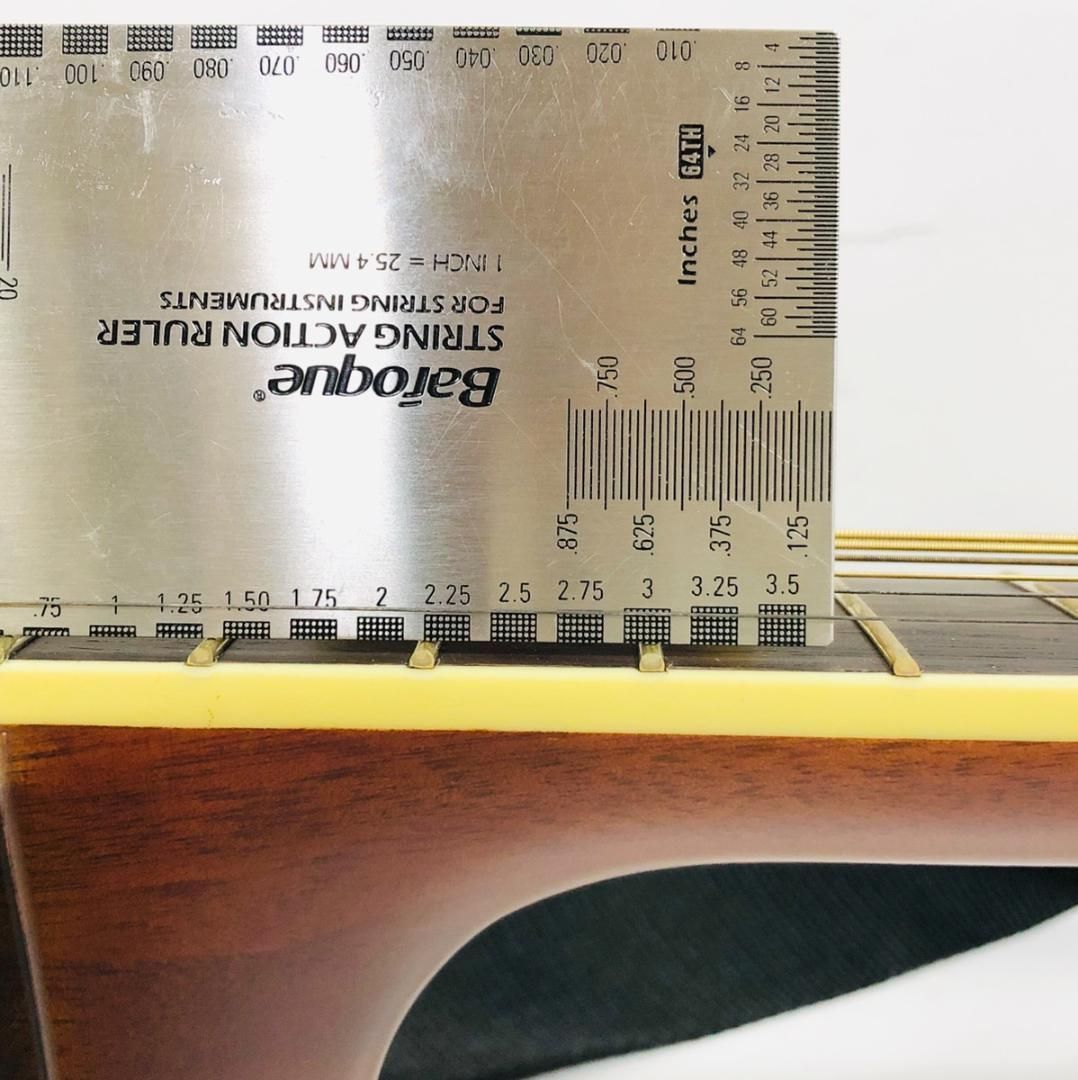 .110 .100 .090 .080 .070 .060 .050 .040 .030 .020 .010
4 12 20 28 36 44 52 60
8 16 24 32 40 48 56 64
Inches 64TH
20
Baroque®
STRING ACTION RULER
FOR STRING INSTRUMENTS
1 INCH = 25.4 MM
.750 .500 .250
.875 .625 .375 .125
.75 1 1.25 1.50 1.75 2 2.25 2.5 2.75 3 3.25 3.5